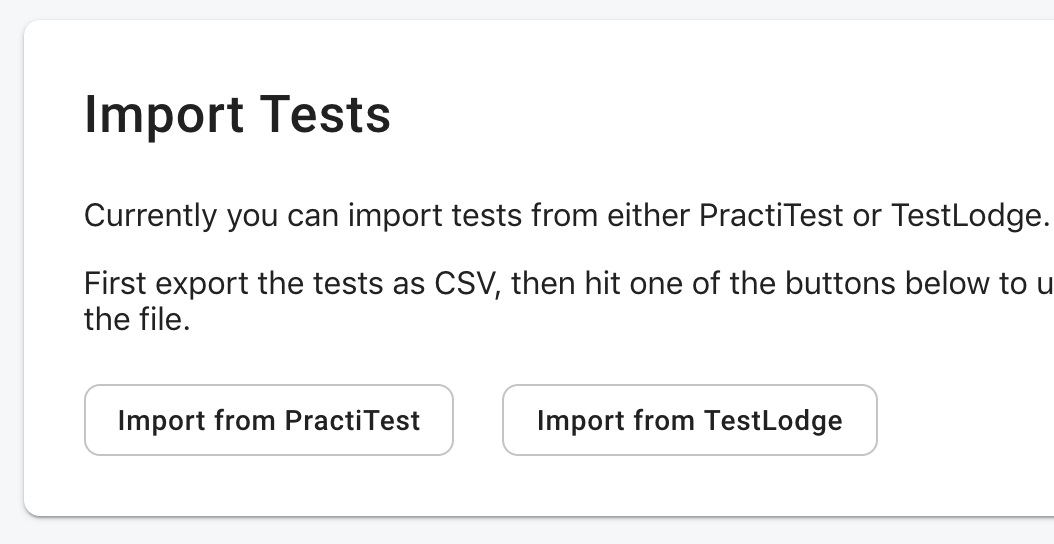 Import Tests
Currently you can import tests from either PractiTest or TestLodge.
First export the tests as CSV, then hit one of the buttons below to
the file.
Import from PractiTest
Import from TestLodge